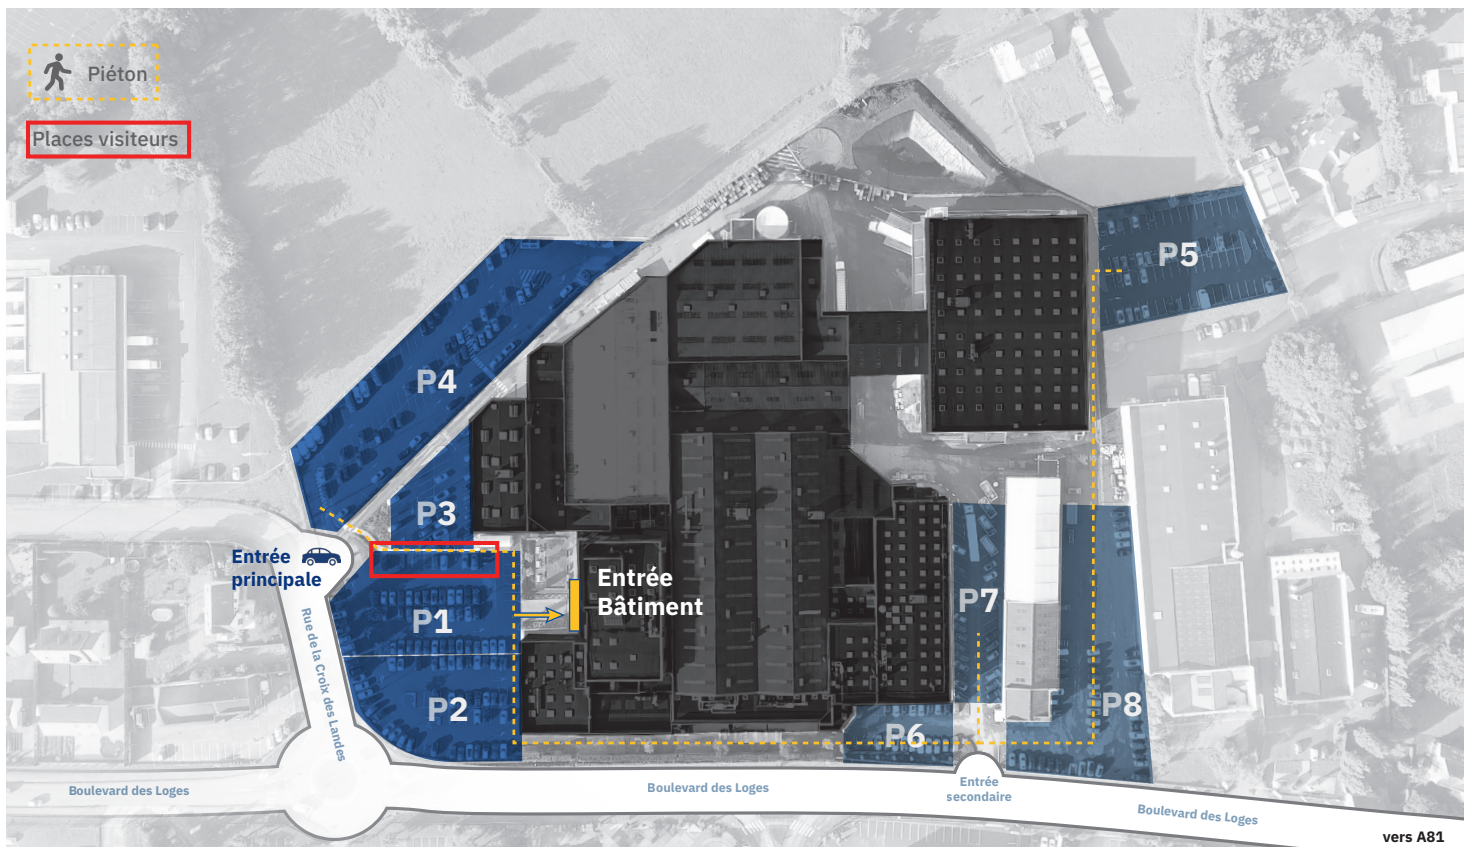 Piéton
Places visiteurs
P5
P4
P3
Entrée
principale
Entrée
Bâtiment
P1
P7
P2
P8
P6
Rue de la Croix des Landes
Boulevard des Loges
Boulevard des Loges
Entrée
secondaire
Boulevard des Loges
vers A81